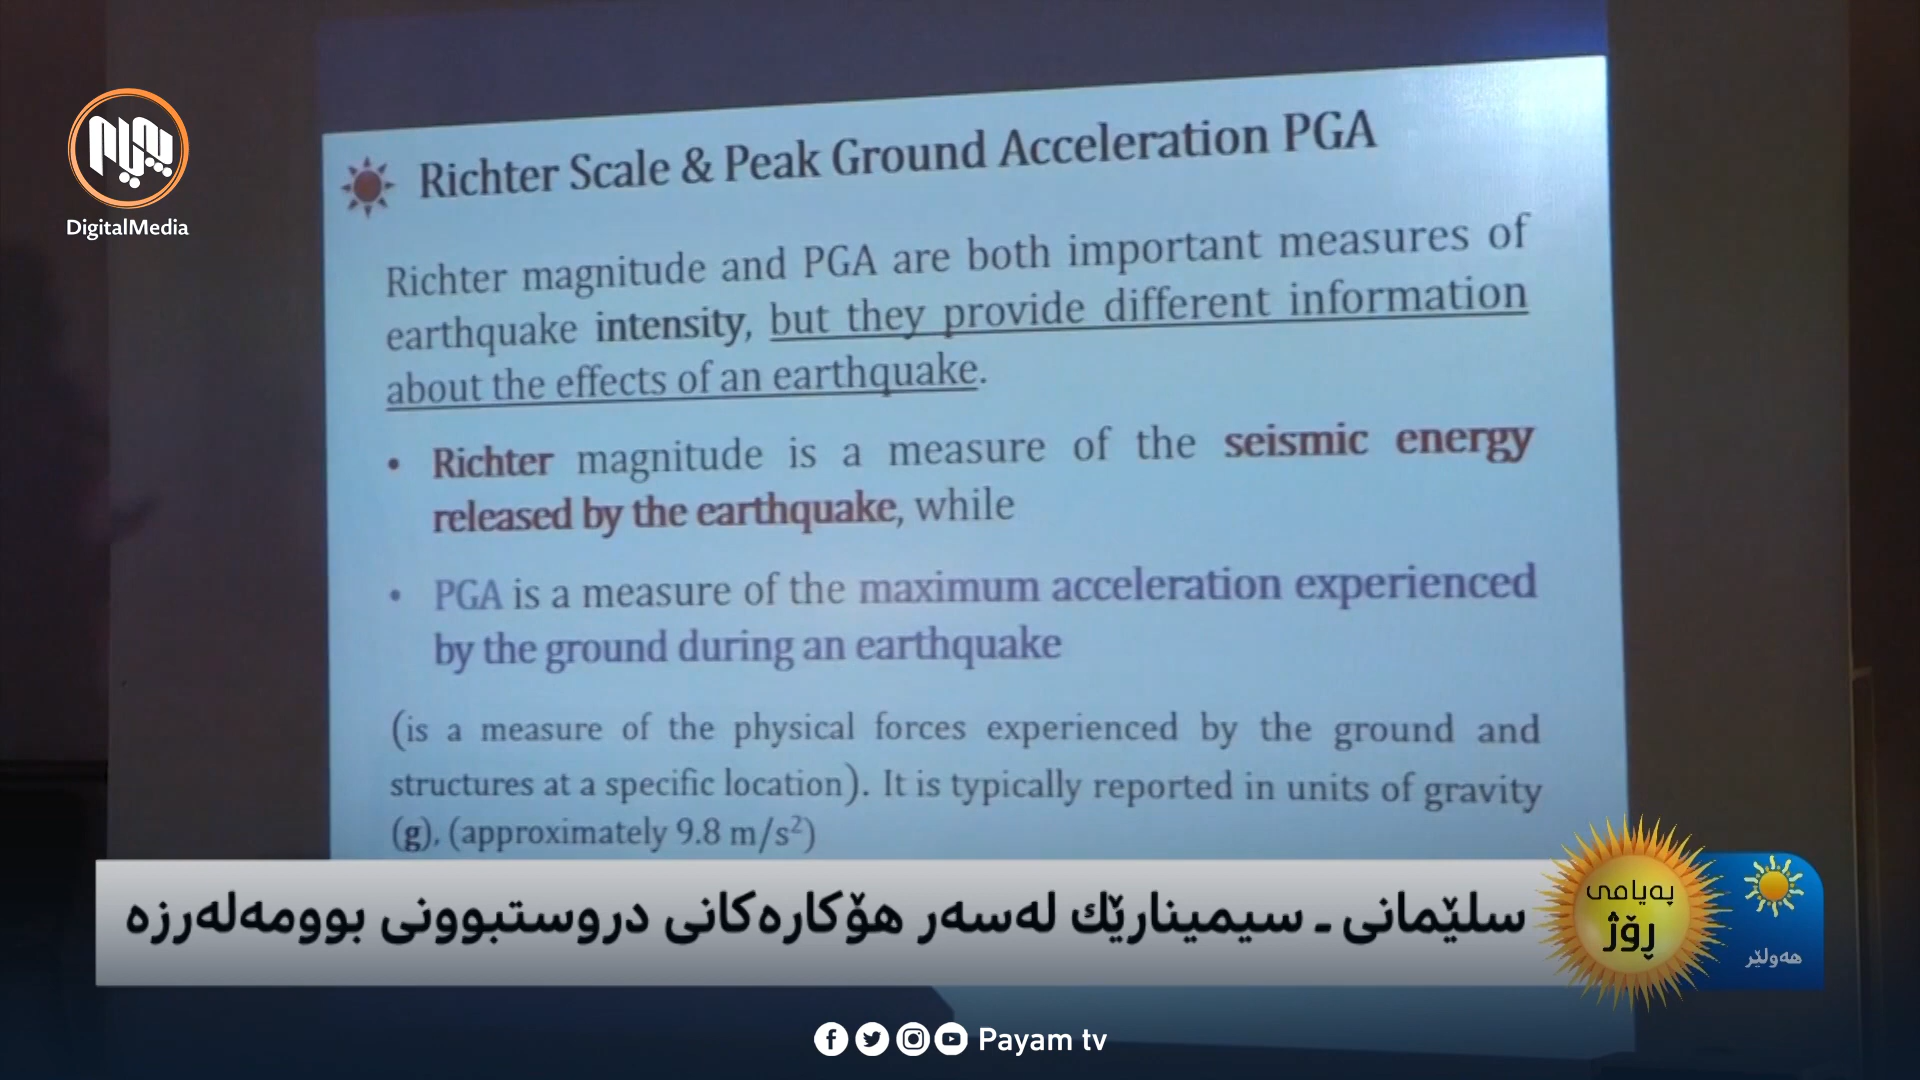 پەیام
DigitalMedia
Richter Scale & Peak Ground Acceleration PGA
Richter magnitude and PGA are both important measures of
earthquake intensity, but they provide different information
about the effects of an earthquake.
• Richter magnitude is a measure of the seismic energy
released by the earthquake, while
• PGA is a measure of the maximum acceleration experienced
by the ground during an earthquake
(is a measure of the physical forces experienced by the ground and
structures at a specific location). It is typically reported in units of gravity
(g), (approximately 9.8 m/s²)
سلێمانی ـ سیمینارێك لەسەر هۆكارەكانی دروستبوونی بوومەلەرزە
پەیامی
ڕۆژ
هەولێر
Payam tv